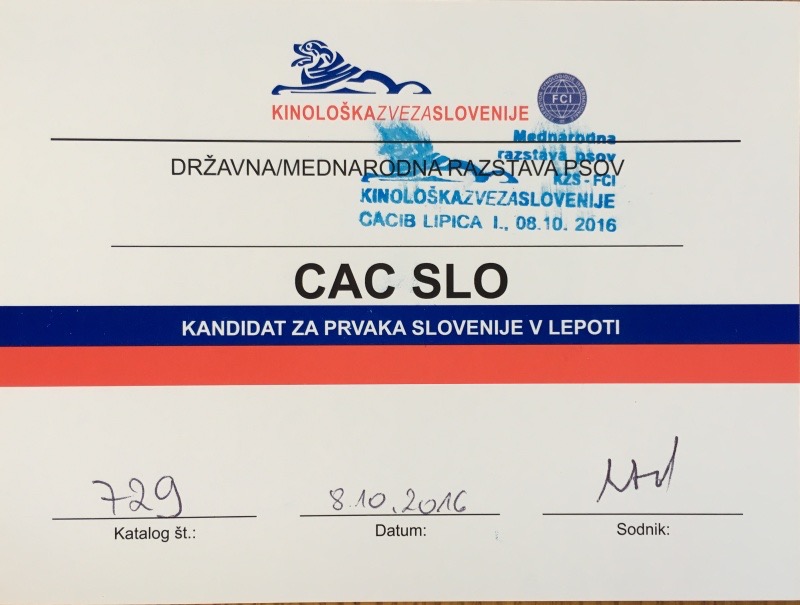 KINOLOŠKAZVEZASLOVENIJE
FCI
DRŽAVNA/MEDNARODNA RAZSTAVA PSOV
Mednarodna
razstava psov
KZS - FCI
KINOLOŠKAZVEZASLOVENIJE
CACIB LIPICA I., 08.10. 2016
CAC SLO
KANDIDAT ZA PRVAKA SLOVENIJE V LEPOTI
729
8.10.2016
Katalog št.:
Datum:
Sodnik: